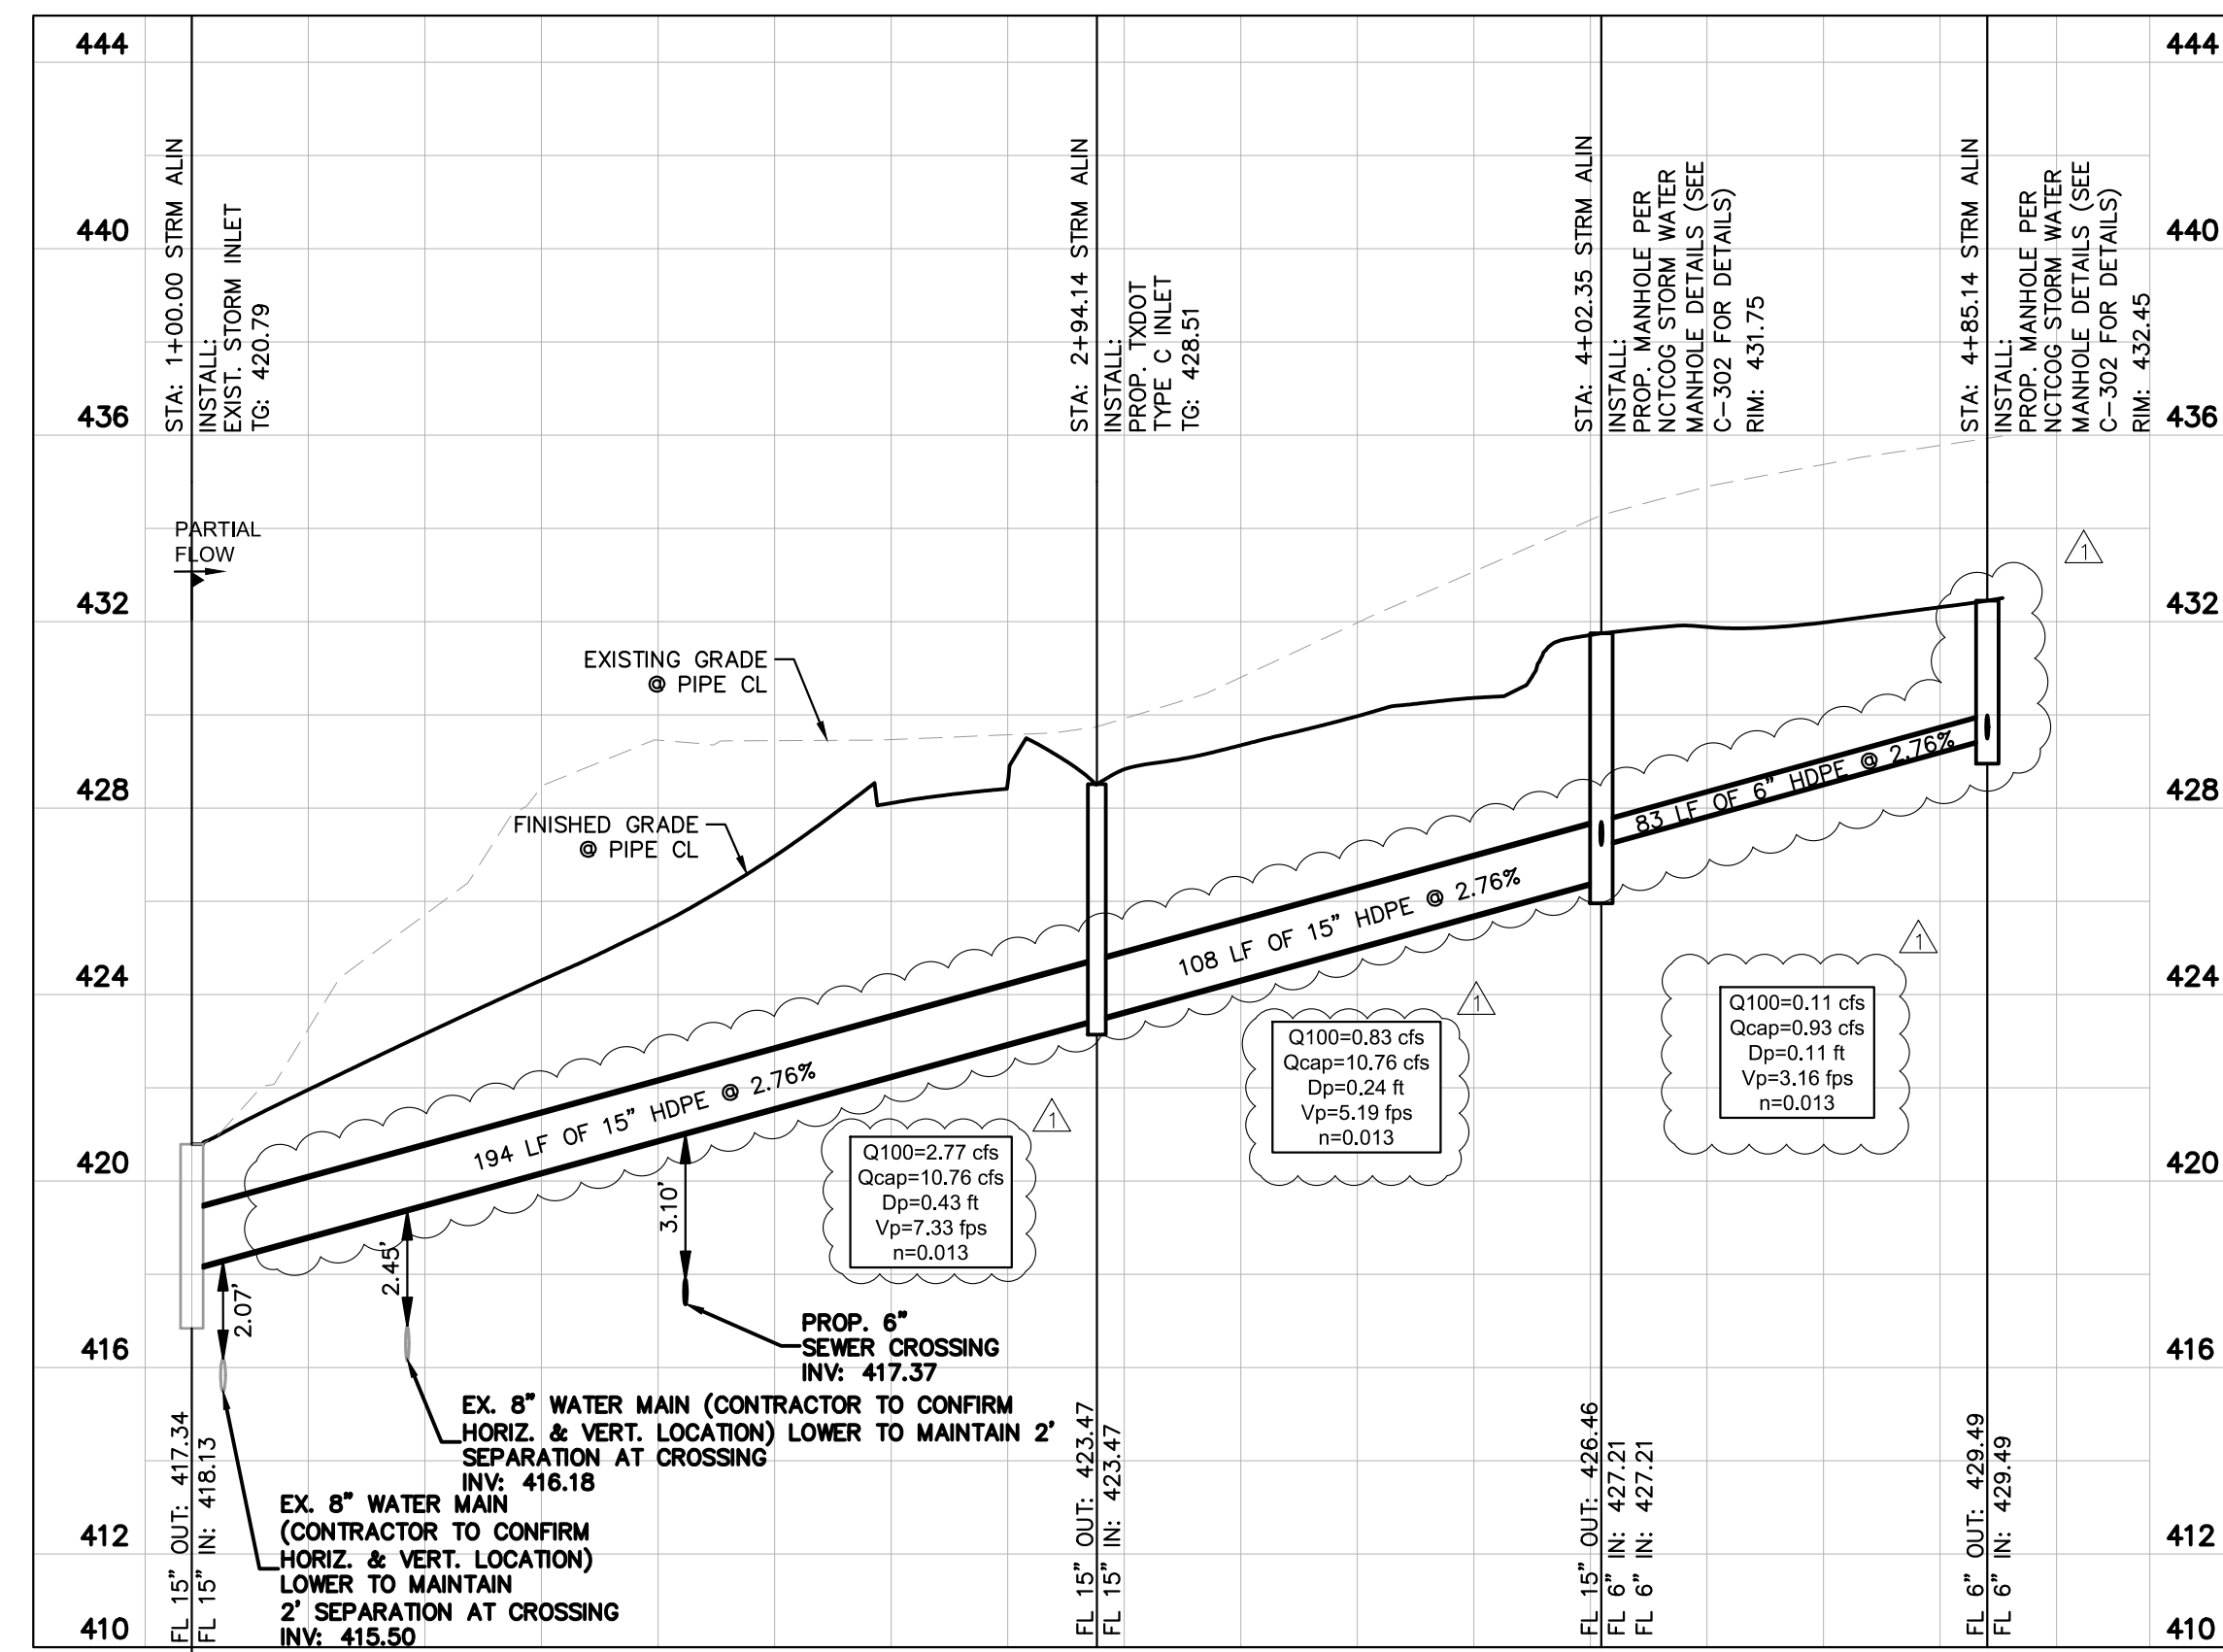 444
440
436
432
428
424
420
416
412
410
STA: 1+00.00 STRM ALIN
INSTALL:
EXIST. STORM INLET
TG: 420.79
STA: 2+94.14 STRM ALIN
INSTALL:
PROP. TXDOT
TYPE C INLET
TG: 428.51
STA: 4+02.35 STRM ALIN
INSTALL:
PROP. MANHOLE PER
NCTCOG STORM WATER
MANHOLE DETAILS (SEE
C-302 FOR DETAILS)
RIM: 431.75
STA: 4+85.14 STRM ALIN
INSTALL:
PROP. MANHOLE PER
NCTCOG STORM WATER
MANHOLE DETAILS (SEE
C-302 FOR DETAILS)
RIM: 432.45
444
440
436
432
428
424
420
416
412
410
PARTIAL
FLOW
EXISTING GRADE
@ PIPE CL
FINISHED GRADE
@ PIPE CL
194 LF OF 15" HDPE @ 2.76%
108 LF OF 15" HDPE @ 2.76%
83 LF OF 6" HDPE @ 2.76%
1
1
1
1
Q100=2.77 cfs
Qcap=10.76 cfs
Dp=0.43 ft
Vp=7.33 fps
n=0.013
Q100=0.83 cfs
Qcap=10.76 cfs
Dp=0.24 ft
Vp=5.19 fps
n=0.013
Q100=0.11 cfs
Qcap=0.93 cfs
Dp=0.11 ft
Vp=3.16 fps
n=0.013
2.07'
2.45'
3.10'
PROP. 6"
SEWER CROSSING
INV: 417.37
EX. 8" WATER MAIN (CONTRACTOR TO CONFIRM
HORIZ. & VERT. LOCATION) LOWER TO MAINTAIN 2'
SEPARATION AT CROSSING
INV: 416.18
EX. 8" WATER MAIN
(CONTRACTOR TO CONFIRM
HORIZ. & VERT. LOCATION)
LOWER TO MAINTAIN
2' SEPARATION AT CROSSING
INV: 415.50
FL 15" OUT: 417.34
FL 15" IN: 418.13
FL 15" OUT: 423.47
FL 15" IN: 423.47
FL 15" OUT: 426.46
FL 6" IN: 427.21
FL 6" IN: 427.21
FL 6" OUT: 429.49
FL 6" IN: 429.49